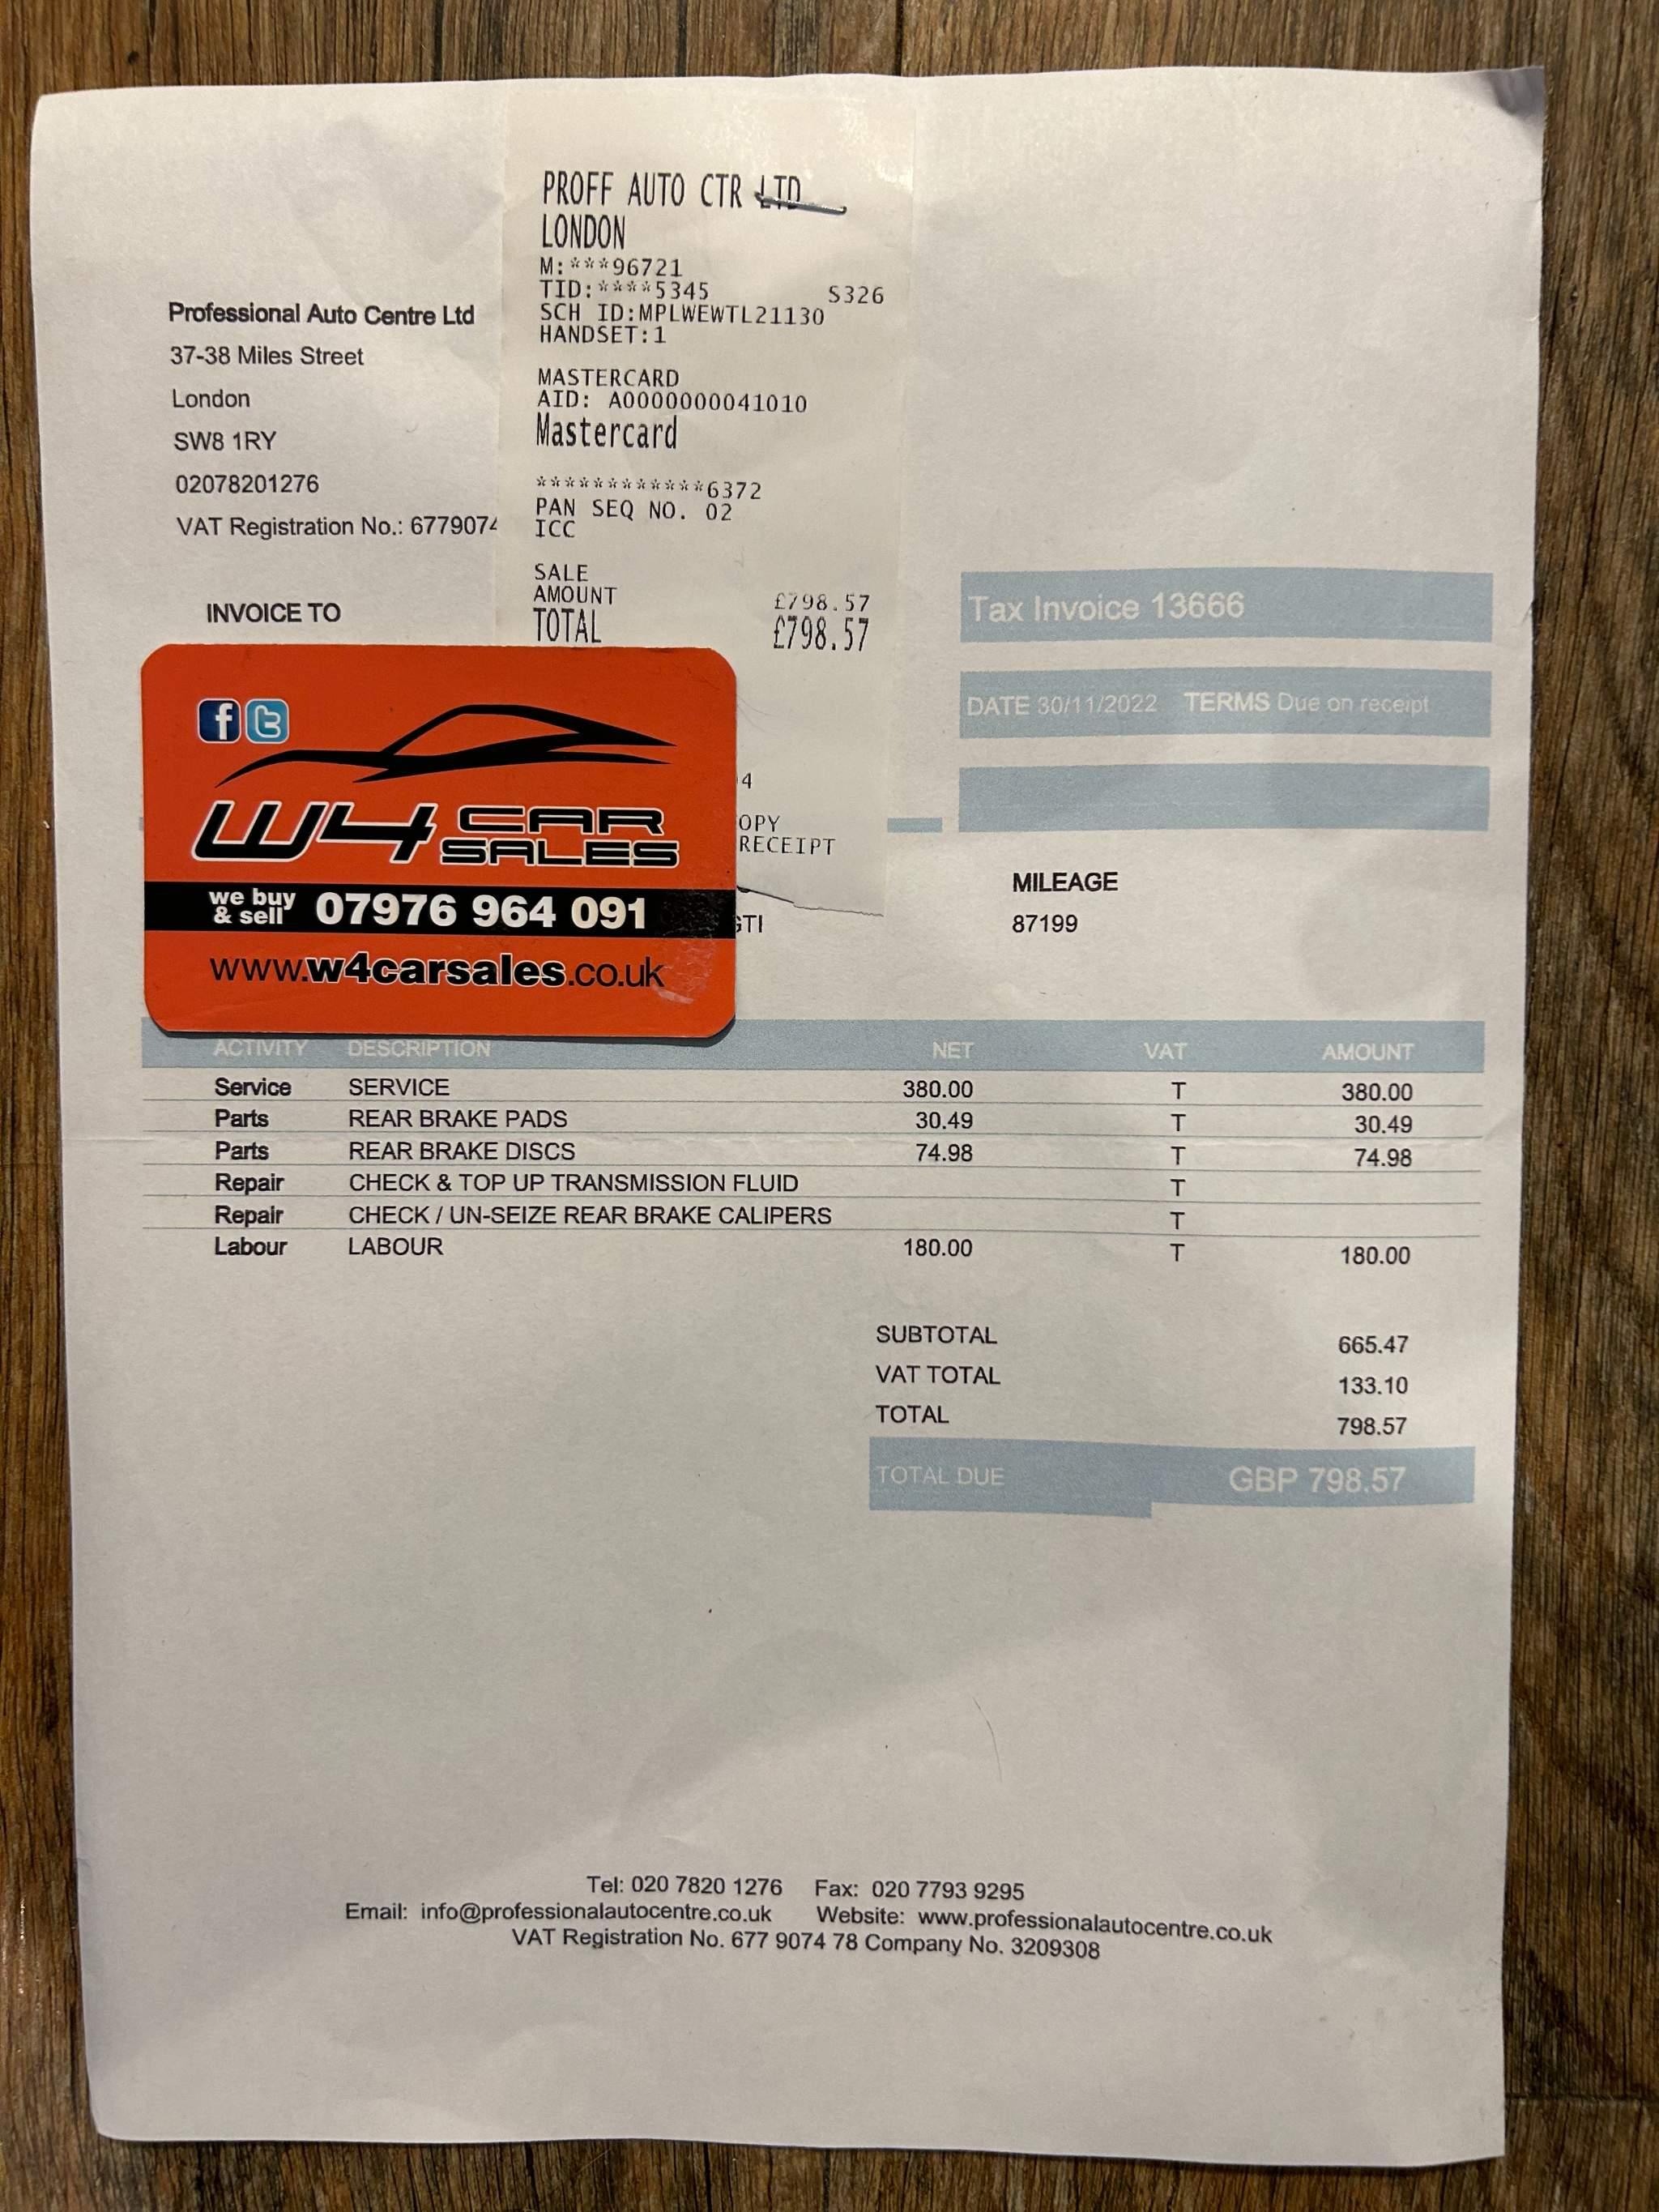 PROFF AUTO CTR LTD
LONDON
M:***96721
TID:****5345 S326
SCH ID:MPLWEWTL21130
HANDSET:1
MASTERCARD
AID: A0000000041010
Mastercard
************6372
PAN SEQ NO. 02
ICC
SALE
AMOUNT £798.57
TOTAL £798.57
4
OPY
RECEIPT
Professional Auto Centre Ltd
37-38 Miles Street
London
SW8 1RY
02078201276
VAT Registration No.: 6779074
INVOICE TO
Tax Invoice 13666
DATE 30/11/2022 TERMS Due on receipt
W4 CAR SALES
we buy & sell 07976 964 091
www.w4carsales.co.uk
GTI
MILEAGE
87199
ACTIVITY DESCRIPTION NET VAT AMOUNT
Service SERVICE 380.00 T 380.00
Parts REAR BRAKE PADS 30.49 T 30.49
Parts REAR BRAKE DISCS 74.98 T 74.98
Repair CHECK & TOP UP TRANSMISSION FLUID T
Repair CHECK / UN-SEIZE REAR BRAKE CALIPERS T
Labour LABOUR 180.00 T 180.00
SUBTOTAL 665.47
VAT TOTAL 133.10
TOTAL 798.57
TOTAL DUE GBP 798.57
Tel: 020 7820 1276 Fax: 020 7793 9295
Email: info@professionalautocentre.co.uk Website: www.professionalautocentre.co.uk
VAT Registration No. 677 9074 78 Company No. 3209308